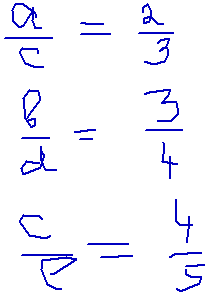 a/c = 2/3
b/d = 3/4
c/e = 4/5